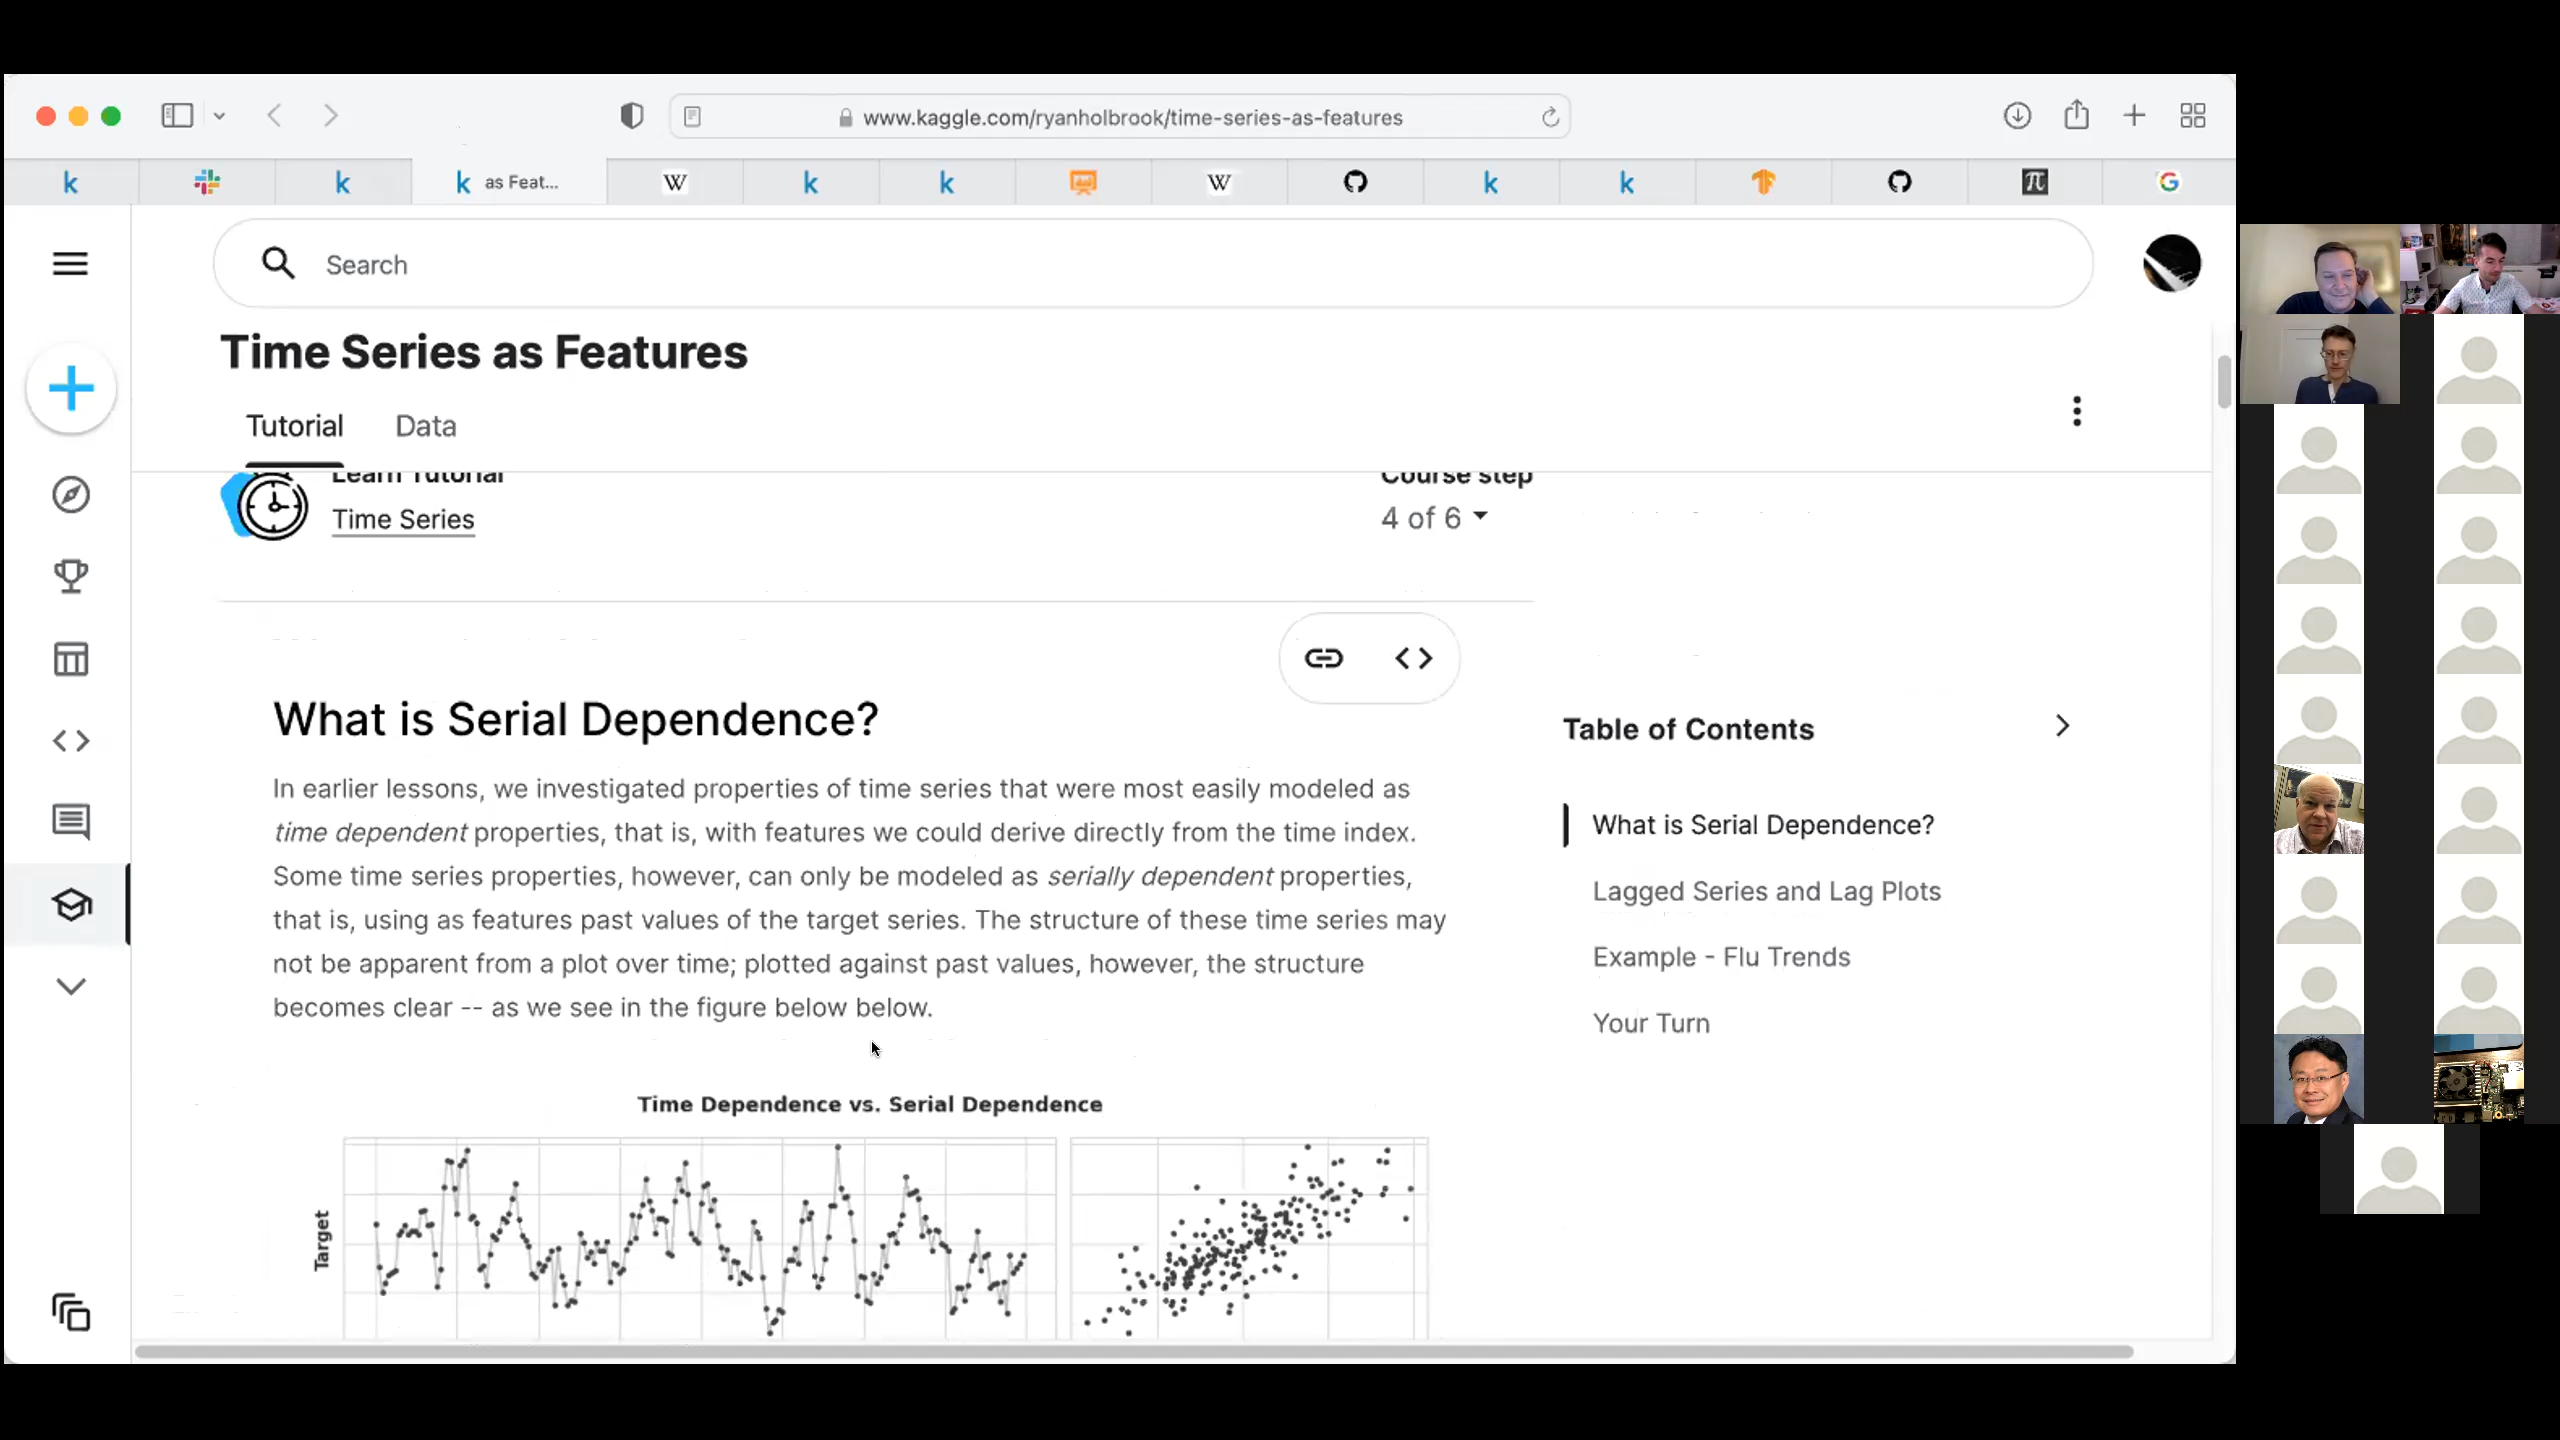 www.kaggle.com/ryanholbrook/time-series-as-features
k
k
k as Feat...
W
k
k
W
k
k
π
G
Search
Time Series as Features
Tutorial
Data
Learn Tutorial
Course step
Time Series
4 of 6
What is Serial Dependence?
In earlier lessons, we investigated properties of time series that were most easily modeled as
time dependent properties, that is, with features we could derive directly from the time index.
Some time series properties, however, can only be modeled as serially dependent properties,
that is, using as features past values of the target series. The structure of these time series may
not be apparent from a plot over time; plotted against past values, however, the structure
becomes clear -- as we see in the figure below below.
Table of Contents
What is Serial Dependence?
Lagged Series and Lag Plots
Example - Flu Trends
Your Turn
Time Dependence vs. Serial Dependence
Target